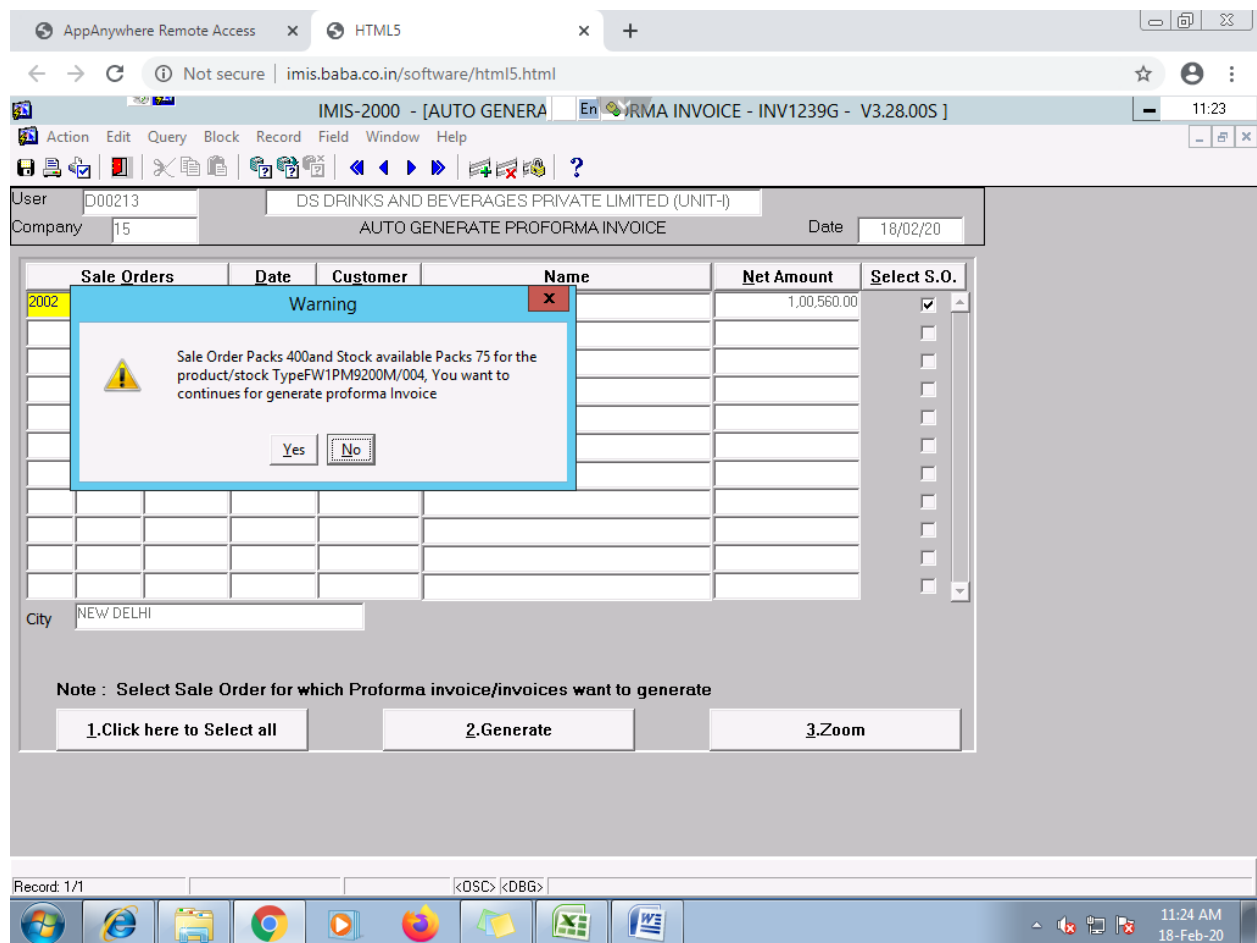 AppAnywhere Remote Access
HTML5
Not secure | imis.baba.co.in/software/html5.html
IMIS-2000 - [AUTO GENERA En RMA INVOICE - INV1239G - V3.28.00S ] 11:23
Action Edit Query Block Record Field Window Help
User D00213 DS DRINKS AND BEVERAGES PRIVATE LIMITED (UNIT-I)
Company 15 AUTO GENERATE PROFORMA INVOICE Date 18/02/20
Sale Orders Date Customer Name Net Amount Select S.O.
2002 1,00,560.00
Warning
Sale Order Packs 400and Stock available Packs 75 for the
product/stock TypeFW1PM9200M/004, You want to
continues for generate proforma Invoice
Yes No
City NEW DELHI
Note : Select Sale Order for which Proforma invoice/invoices want to generate
1.Click here to Select all 2.Generate 3.Zoom
Record: 1/1 <OSC> <DBG>
11:24 AM
18-Feb-20